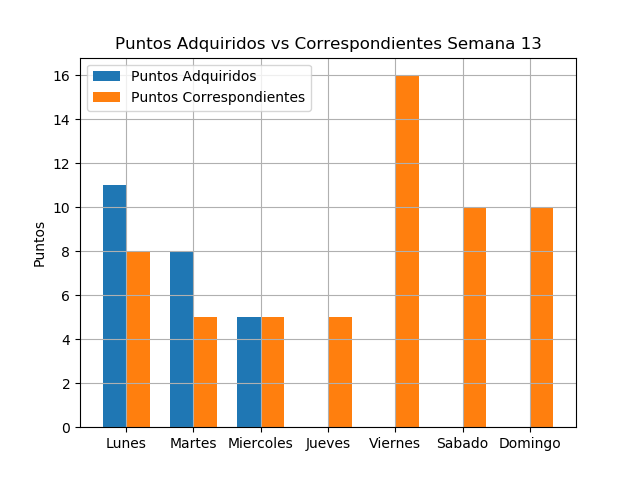 Puntos Adquiridos vs Correspondientes Semana 13
Puntos Adquiridos
Puntos Correspondientes
Puntos
16
14
12
10
8
6
4
2
0
Lunes Martes Miercoles Jueves Viernes Sabado Domingo